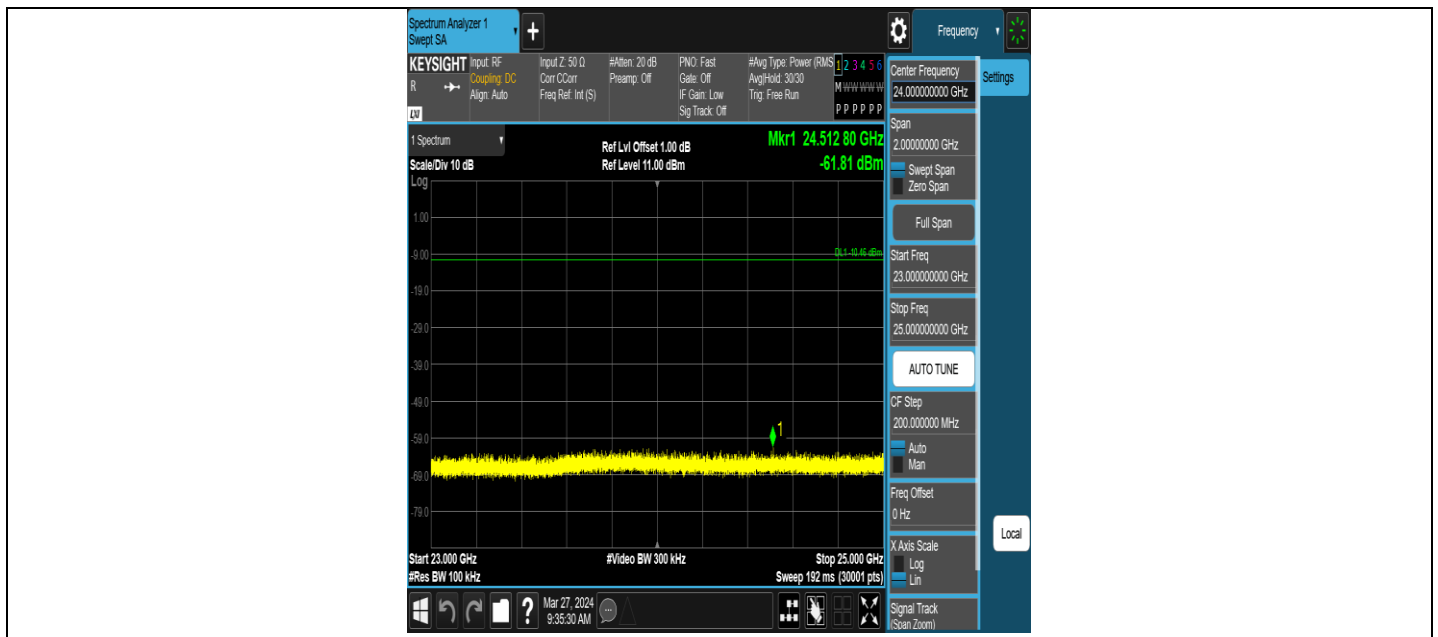 Spectrum Analyzer 1
Swept SA
+
Frequency
KEYSIGHT
R
LXI
Input: RF
Coupling: DC
Align: Auto
Input Z: 50 Ω
Corr CCorr
Freq Ref: Int (S)
#Atten: 20 dB
Preamp: Off
PNO: Fast
Gate: Off
IF Gain: Low
Sig Track: Off
#Avg Type: Power (RMS
Avg|Hold: 30/30
Trig: Free Run
1 2 3 4 5 6
M W W W W W
P P P P P P
1 Spectrum
Scale/Div 10 dB
Log
Ref Lvl Offset 1.00 dB
Ref Level 11.00 dBm
Mkr1 24.512 80 GHz
-61.81 dBm
1.00
-9.00
DL1 -10.46 dBm
-19.0
-29.0
-39.0
-49.0
1
-59.0
-69.0
-79.0
Start 23.000 GHz
#Video BW 300 kHz
Stop 25.000 GHz
#Res BW 100 kHz
Sweep 192 ms (30001 pts)
?
Mar 27, 2024
9:35:30 AM
Center Frequency
24.000000000 GHz
Settings
Span
2.00000000 GHz
Swept Span
Zero Span
Full Span
Start Freq
23.000000000 GHz
Stop Freq
25.000000000 GHz
AUTO TUNE
CF Step
200.000000 MHz
Auto
Man
Freq Offset
0 Hz
X Axis Scale
Log
Lin
Local
Signal Track
(Span Zoom)